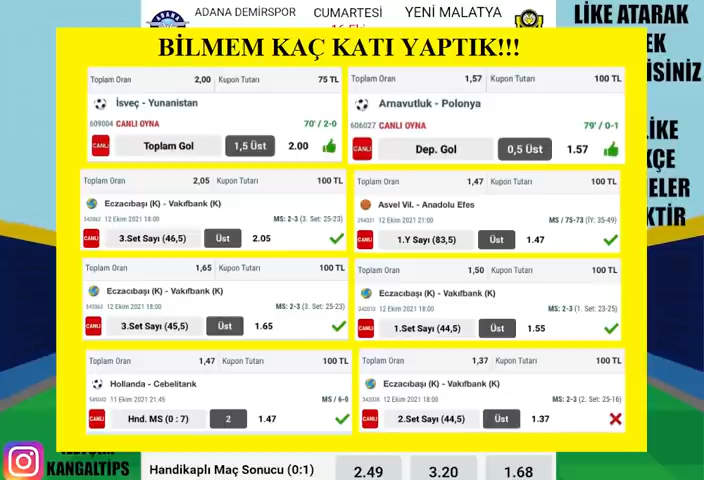 ADANA DEMİRSPOR CUMARTESİ YENİ MALATYA
LİKE ATARAK
EK
İSİNİZ
BİLMEM KAÇ KATI YAPTIK!!!
Toplam Oran 2,00 Kupon Tutarı 75 TL
İsveç - Yunanistan
609004 CANLI OYNA 70' / 2-0
CANLI Toplam Gol 1,5 Üst 2.00
Toplam Oran 1,57 Kupon Tutarı 100 TL
Arnavutluk - Polonya
606027 CANLI OYNA 79' / 0-1
CANLI Dep. Gol 0,5 Üst 1.57
LİKE
KÇE
ELER
KTİR
Toplam Oran 2,05 Kupon Tutarı 100 TL
Eczacıbaşı (K) - Vakıfbank (K)
12 Ekim 2021 18:00 MS: 2-3 (3. Set: 25-23)
CANLI 3.Set Sayı (46,5) Üst 2.05
Toplam Oran 1,47 Kupon Tutarı 100 TL
Asvel Vil. - Anadolu Efes
294031 12 Ekim 2021 21:00 MS / 75-73 (İY: 35-49)
CANLI 1.Y Sayı (83,5) Üst 1.47
Toplam Oran 1,65 Kupon Tutarı 100 TL
Eczacıbaşı (K) - Vakıfbank (K)
12 Ekim 2021 18:00 MS: 2-3 (3. Set: 25-23)
CANLI 3.Set Sayı (45,5) Üst 1.65
Toplam Oran 1,50 Kupon Tutarı 100 TL
Eczacıbaşı (K) - Vakıfbank (K)
12 Ekim 2021 18:00 MS: 2-3 (1. Set: 23-25)
CANLI 1.Set Sayı (44,5) Üst 1.55
Toplam Oran 1,47 Kupon Tutarı 100 TL
Hollanda - Cebelitarık
11 Ekim 2021 21:45 MS / 6-0
CANLI Hnd. MS (0 : 7) 2 1.47
Toplam Oran 1,37 Kupon Tutarı 100 TL
Eczacıbaşı (K) - Vakıfbank (K)
12 Ekim 2021 18:00 MS: 2-3 (2. Set: 25-16)
CANLI 2.Set Sayı (44,5) Üst 1.37
KANGALTIPS
Handikaplı Maç Sonucu (0:1) 2.49 3.20 1.68